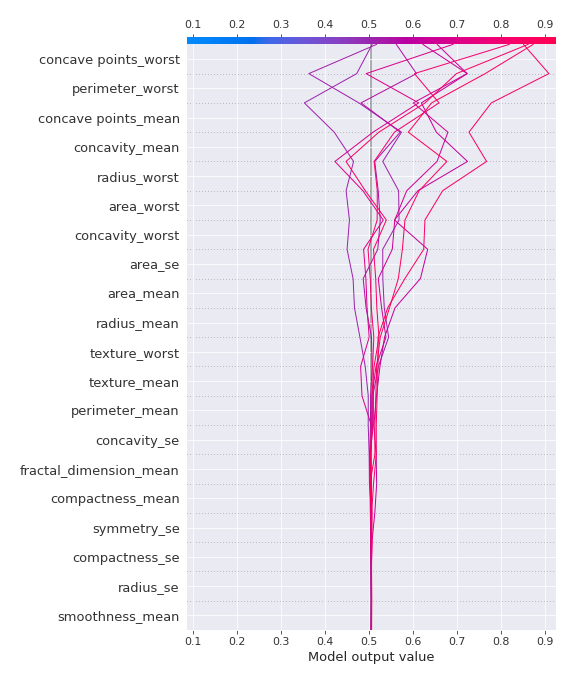 0.1 0.2 0.3 0.4 0.5 0.6 0.7 0.8 0.9
concave points_worst
perimeter_worst
concave points_mean
concavity_mean
radius_worst
area_worst
concavity_worst
area_se
area_mean
radius_mean
texture_worst
texture_mean
perimeter_mean
concavity_se
fractal_dimension_mean
compactness_mean
symmetry_se
compactness_se
radius_se
smoothness_mean
0.1 0.2 0.3 0.4 0.5 0.6 0.7 0.8 0.9
Model output value